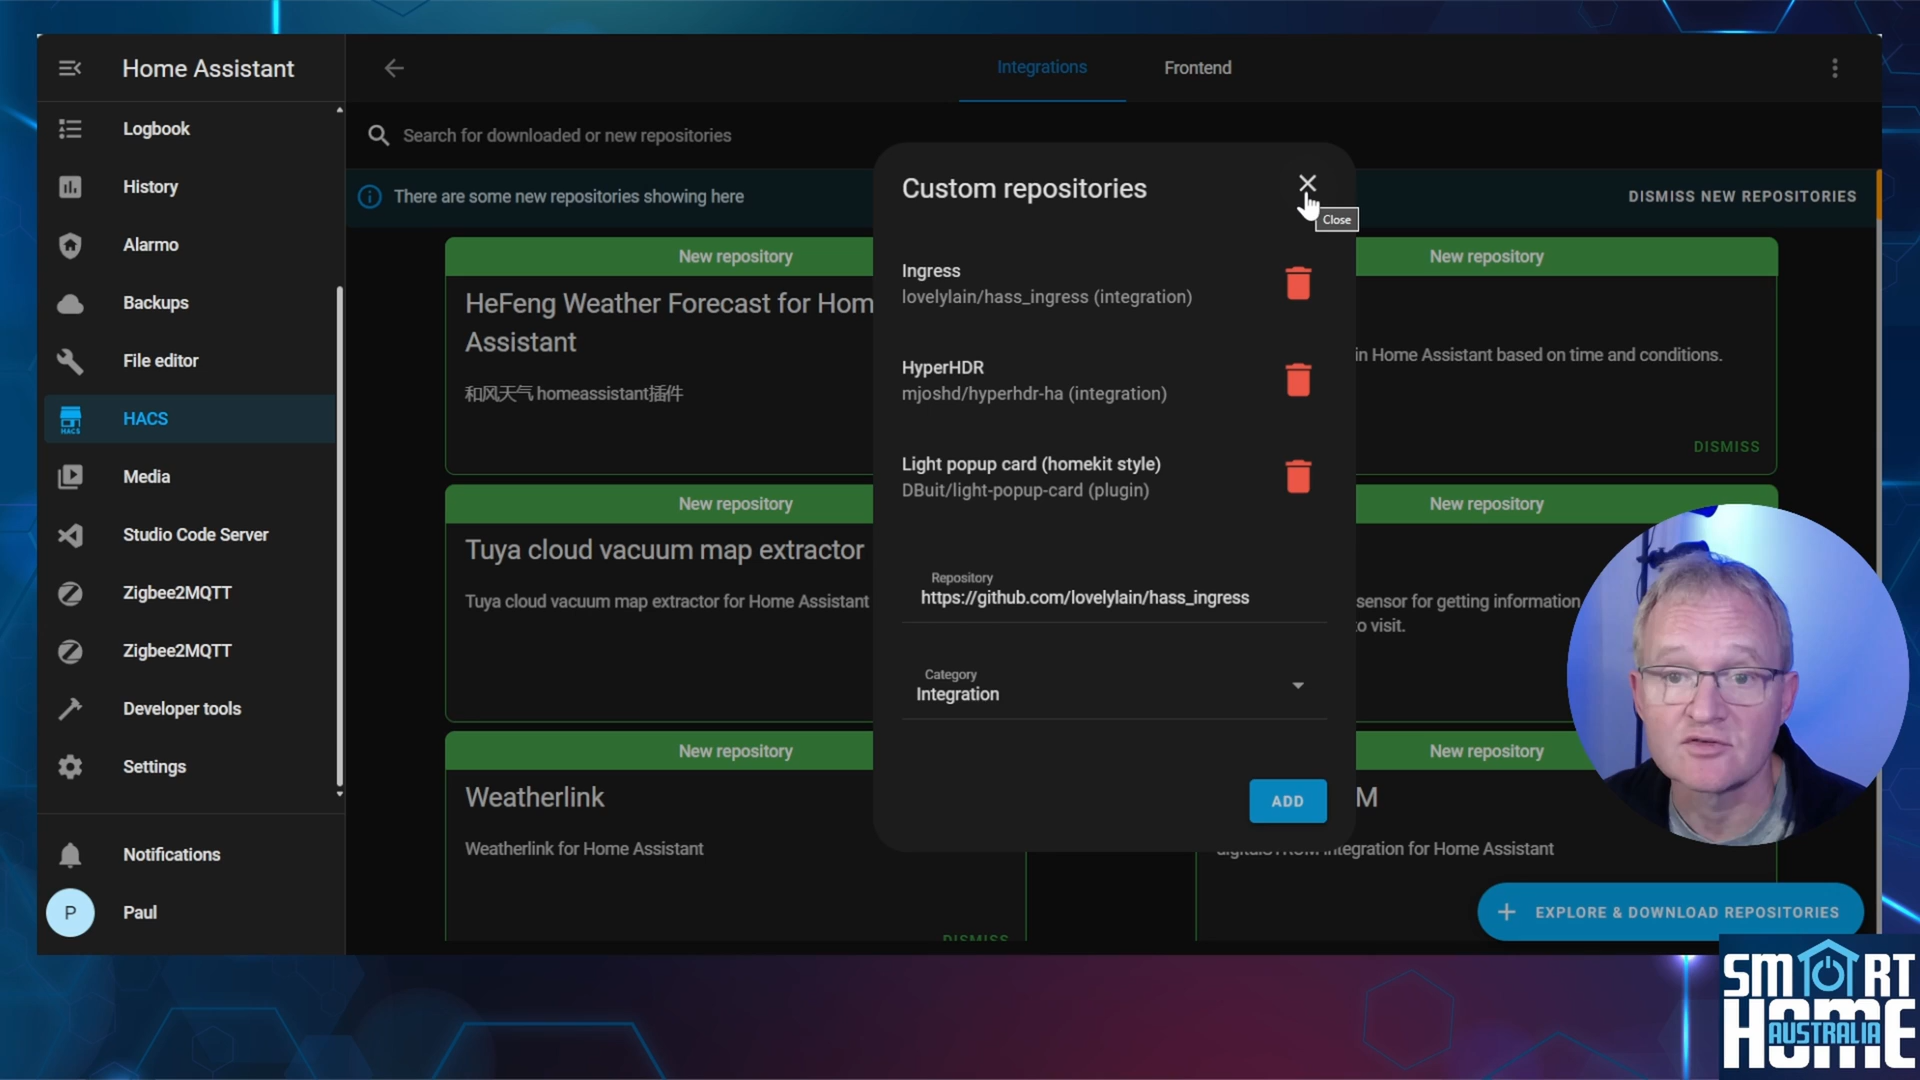 Home Assistant
Logbook
History
Alarmo
Backups
File editor
HACS
HACS
Media
Studio Code Server
Zigbee2MQTT
Zigbee2MQTT
Developer tools
Settings
Notifications
P
Paul
Integrations
Frontend
Search for downloaded or new repositories
There are some new repositories showing here
DISMISS NEW REPOSITORIES
New repository
HeFeng Weather Forecast for Hom
Assistant
和风天气 homeassistant插件
New repository
in Home Assistant based on time and conditions.
DISMISS
New repository
Tuya cloud vacuum map extractor
Tuya cloud vacuum map extractor for Home Assistant
New repository
sensor for getting information
to visit.
New repository
Weatherlink
Weatherlink for Home Assistant
DISMISS
New repository
M
digitalSTROM integration for Home Assistant
Custom repositories
Close
Ingress
lovelylain/hass_ingress (integration)
HyperHDR
mjoshd/hyperhdr-ha (integration)
Light popup card (homekit style)
DBuit/light-popup-card (plugin)
Repository
https://github.com/lovelylain/hass_ingress
Category
Integration
ADD
EXPLORE & DOWNLOAD REPOSITORIES
SMART
HOME
AUSTRALIA